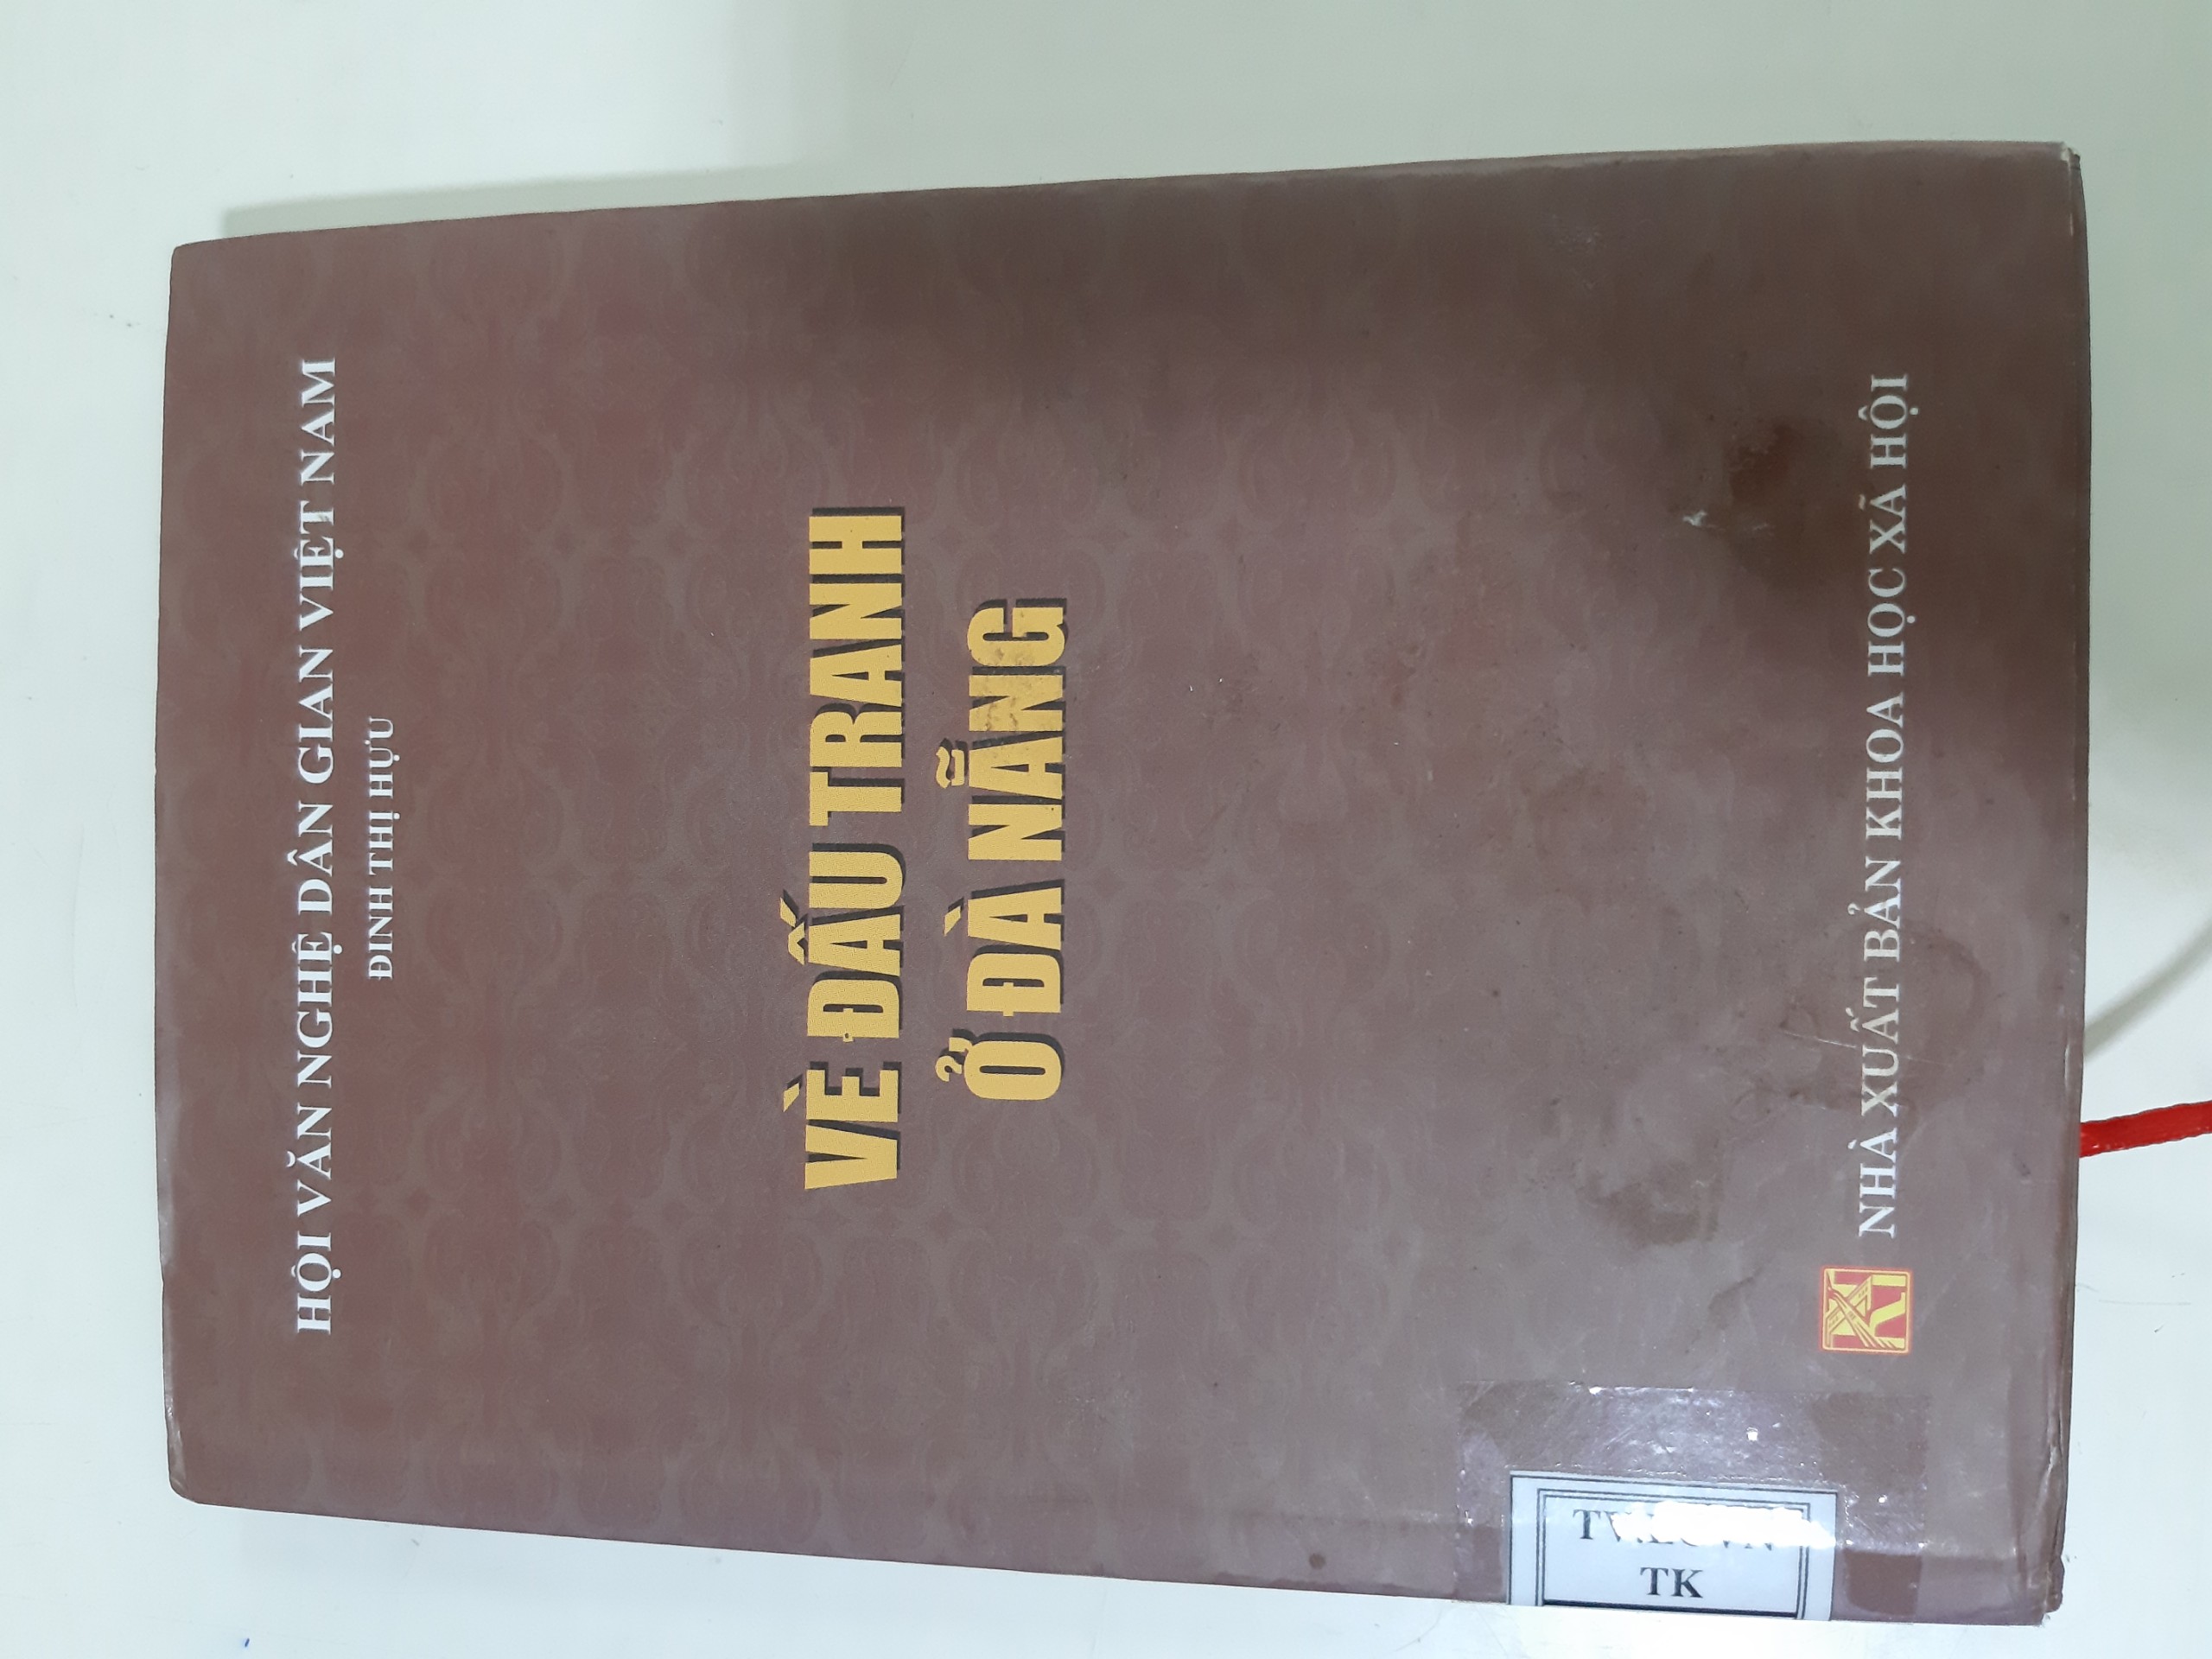 HỘI VĂN NGHỆ DÂN GIAN VIỆT NAM
ĐINH THỊ HỰU
VÈ ĐẤU TRANH
Ở ĐÀ NẴNG
TK
NHÀ XUẤT BẢN KHOA HỌC XÃ HỘI